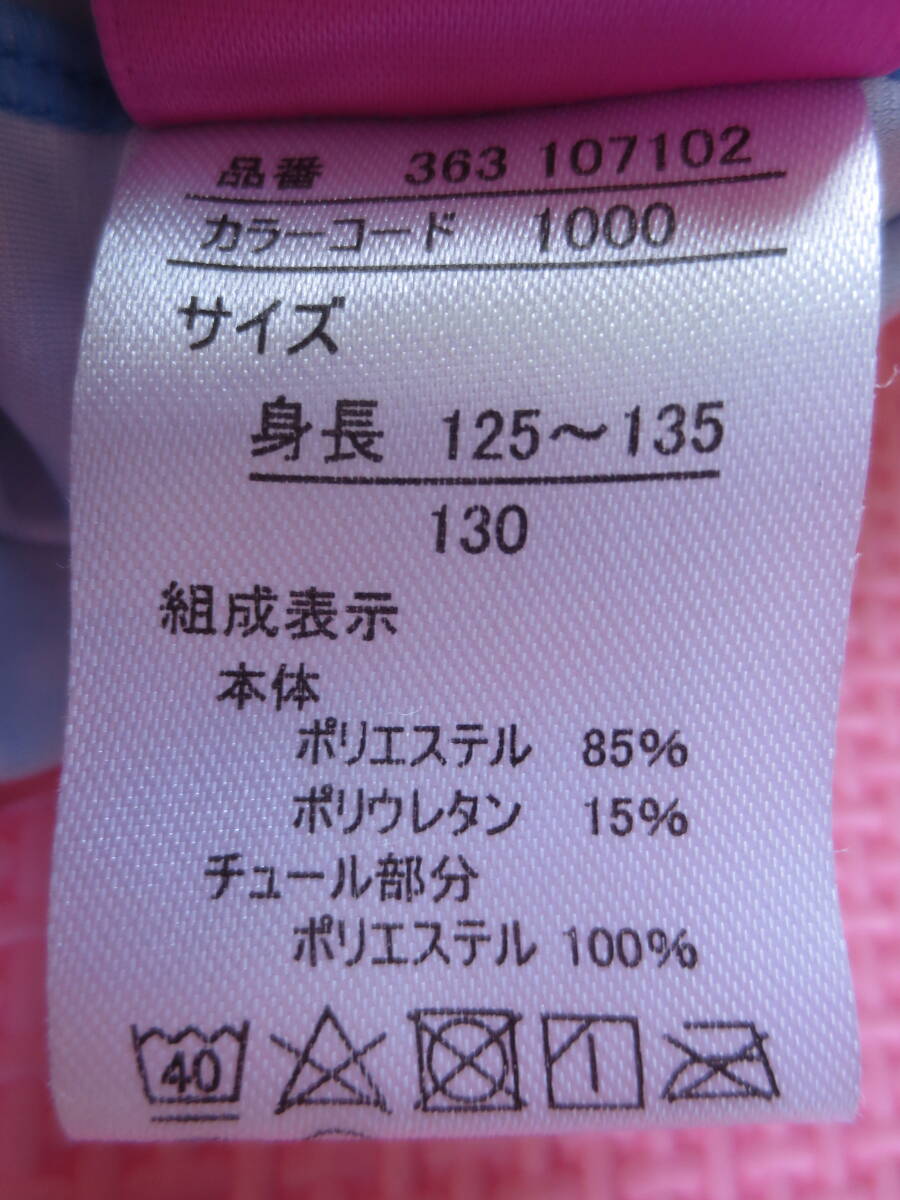 品番 363 107102
カラーコード 1000
サイズ
身長 125～135
130
組成表示
本体
ポリエステル 85%
ポリウレタン 15%
チュール部分
ポリエステル 100%
40